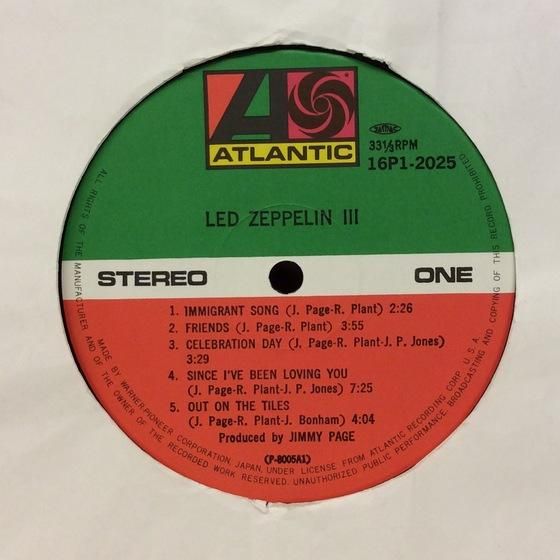 ATLANTIC
JASRAC
33⅓RPM
16P1-2025
LED ZEPPELIN III
STEREO
ONE
1. IMMIGRANT SONG (J. Page-R. Plant) 2:26
2. FRIENDS (J. Page-R. Plant) 3:55
3. CELEBRATION DAY (J. Page-R. Plant-J. P. Jones)
3:29
4. SINCE I'VE BEEN LOVING YOU
(J. Page-R. Plant-J. P. Jones) 7:25
5. OUT ON THE TILES
(J. Page-R. Plant-J. Bonham) 4:04
Produced by JIMMY PAGE
(P-8005A1)
MADE BY WARNER-PIONEER CORPORATION, JAPAN, UNDER LICENSE FROM ATLANTIC RECORDING CORP. U.S.A.
ALL RIGHTS OF THE MANUFACTURER AND OF THE OWNER OF THE RECORDED WORK RESERVED. UNAUTHORIZED PUBLIC PERFORMANCE BROADCASTING AND COPYING OF THIS RECORD PROHIBITED